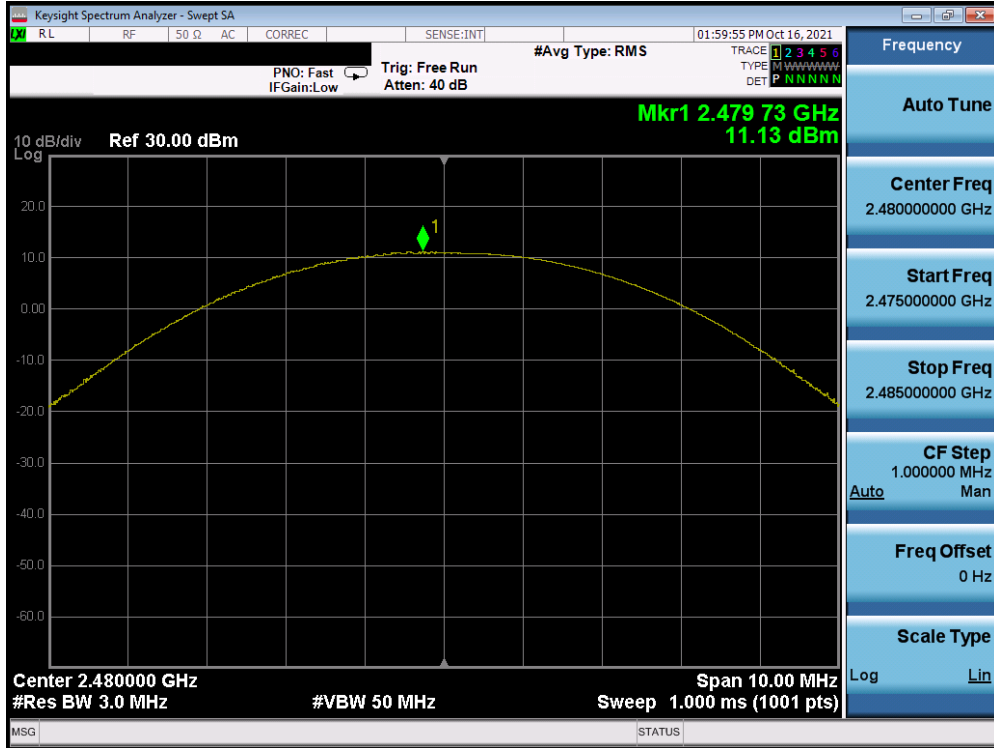 Keysight Spectrum Analyzer - Swept SA
LXI RL RF 50 Ω AC CORREC SENSE:INT 01:59:55 PM Oct 16, 2021
#Avg Type: RMS TRACE 1 2 3 4 5 6
PNO: Fast Trig: Free Run TYPE M WWWWW
IFGain:Low Atten: 40 dB DET P N N N N N
Mkr1 2.479 73 GHz
11.13 dBm
10 dB/div Ref 30.00 dBm
Log
20.0
1
10.0
0.00
-10.0
-20.0
-30.0
-40.0
-50.0
-60.0
Center 2.480000 GHz Span 10.00 MHz
#Res BW 3.0 MHz #VBW 50 MHz Sweep 1.000 ms (1001 pts)
MSG STATUS
Frequency
Auto Tune
Center Freq
2.480000000 GHz
Start Freq
2.475000000 GHz
Stop Freq
2.485000000 GHz
CF Step
1.000000 MHz
Auto Man
Freq Offset
0 Hz
Scale Type
Log Lin